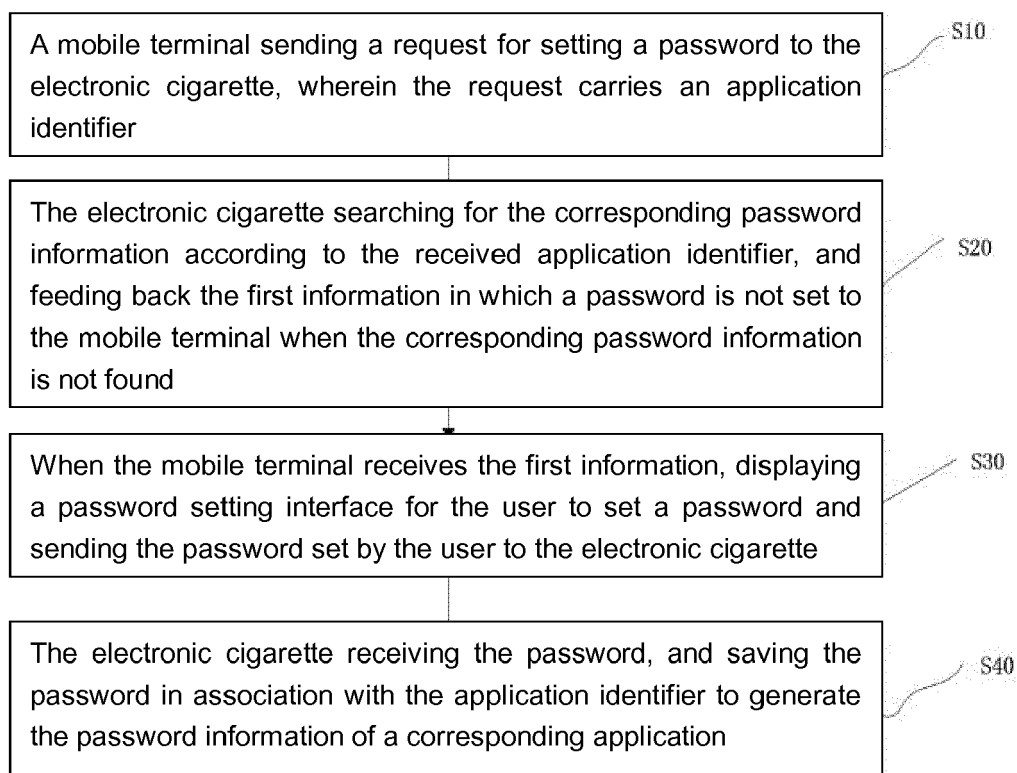 A mobile terminal sending a request for setting a password to the
electronic cigarette, wherein the request carries an application
identifier
S10
The electronic cigarette searching for the corresponding password
information according to the received application identifier, and
feeding back the first information in which a password is not set to
the mobile terminal when the corresponding password information
is not found
S20
When the mobile terminal receives the first information, displaying
a password setting interface for the user to set a password and
sending the password set by the user to the electronic cigarette
S30
The electronic cigarette receiving the password, and saving the
password in association with the application identifier to generate
the password information of a corresponding application
S40